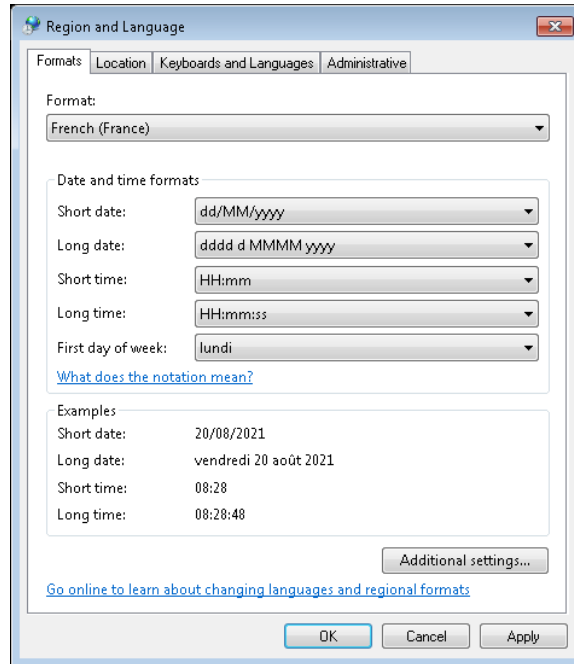 Region and Language
Formats Location Keyboards and Languages Administrative
Format:
French (France)
Date and time formats
Short date: dd/MM/yyyy
Long date: dddd d MMMM yyyy
Short time: HH:mm
Long time: HH:mm:ss
First day of week: lundi
What does the notation mean?
Examples
Short date: 20/08/2021
Long date: vendredi 20 août 2021
Short time: 08:28
Long time: 08:28:48
Additional settings...
Go online to learn about changing languages and regional formats
OK Cancel Apply